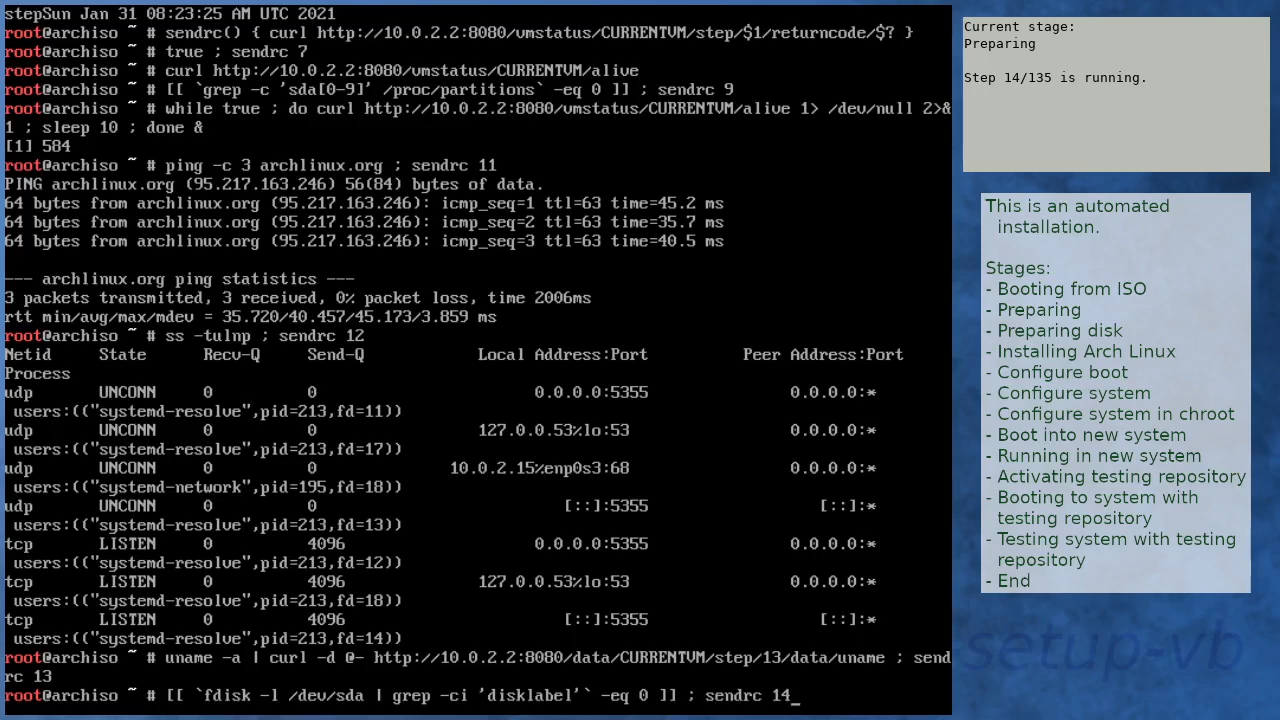 stepSun Jan 31 08:23:25 AM UTC 2021
root@archiso ~ # sendrc() { curl http://10.0.2.2:8080/vmstatus/CURRENTVM/step/$1/returncode/$? }
root@archiso ~ # true ; sendrc 7
root@archiso ~ # curl http://10.0.2.2:8080/vmstatus/CURRENTVM/alive
root@archiso ~ # [[ `grep -c 'sda[0-9]' /proc/partitions` -eq 0 ]] ; sendrc 9
root@archiso ~ # while true ; do curl http://10.0.2.2:8080/vmstatus/CURRENTVM/alive 1> /dev/null 2>&
1 ; sleep 10 ; done &
[1] 584
root@archiso ~ # ping -c 3 archlinux.org ; sendrc 11
PING archlinux.org (95.217.163.246) 56(84) bytes of data.
64 bytes from archlinux.org (95.217.163.246): icmp_seq=1 ttl=63 time=45.2 ms
64 bytes from archlinux.org (95.217.163.246): icmp_seq=2 ttl=63 time=35.7 ms
64 bytes from archlinux.org (95.217.163.246): icmp_seq=3 ttl=63 time=40.5 ms

--- archlinux.org ping statistics ---
3 packets transmitted, 3 received, 0% packet loss, time 2006ms
rtt min/avg/max/mdev = 35.720/40.457/45.173/3.859 ms
root@archiso ~ # ss -tulnp ; sendrc 12
Netid State Recv-Q Send-Q Local Address:Port Peer Address:Port
Process
udp UNCONN 0 0 0.0.0.0:5355 0.0.0.0:*
users:(("systemd-resolve",pid=213,fd=11))
udp UNCONN 0 0 127.0.0.53%lo:53 0.0.0.0:*
users:(("systemd-resolve",pid=213,fd=17))
udp UNCONN 0 0 10.0.2.15%enp0s3:68 0.0.0.0:*
users:(("systemd-network",pid=195,fd=18))
udp UNCONN 0 0 [::]:5355 [::]:*
users:(("systemd-resolve",pid=213,fd=13))
tcp LISTEN 0 4096 0.0.0.0:5355 0.0.0.0:*
users:(("systemd-resolve",pid=213,fd=12))
tcp LISTEN 0 4096 127.0.0.53%lo:53 0.0.0.0:*
users:(("systemd-resolve",pid=213,fd=18))
tcp LISTEN 0 4096 [::]:5355 [::]:*
users:(("systemd-resolve",pid=213,fd=14))
root@archiso ~ # uname -a | curl -d @- http://10.0.2.2:8080/data/CURRENTVM/step/13/data/uname ; send
rc 13
root@archiso ~ # [[ `fdisk -l /dev/sda | grep -ci 'disklabel'` -eq 0 ]] ; sendrc 14_
Current stage:
Preparing

Step 14/135 is running.
This is an automated
installation.

Stages:
- Booting from ISO
- Preparing
- Preparing disk
- Installing Arch Linux
- Configure boot
- Configure system
- Configure system in chroot
- Boot into new system
- Running in new system
- Activating testing repository
- Booting to system with
testing repository
- Testing system with testing
repository
- End
setup-vb